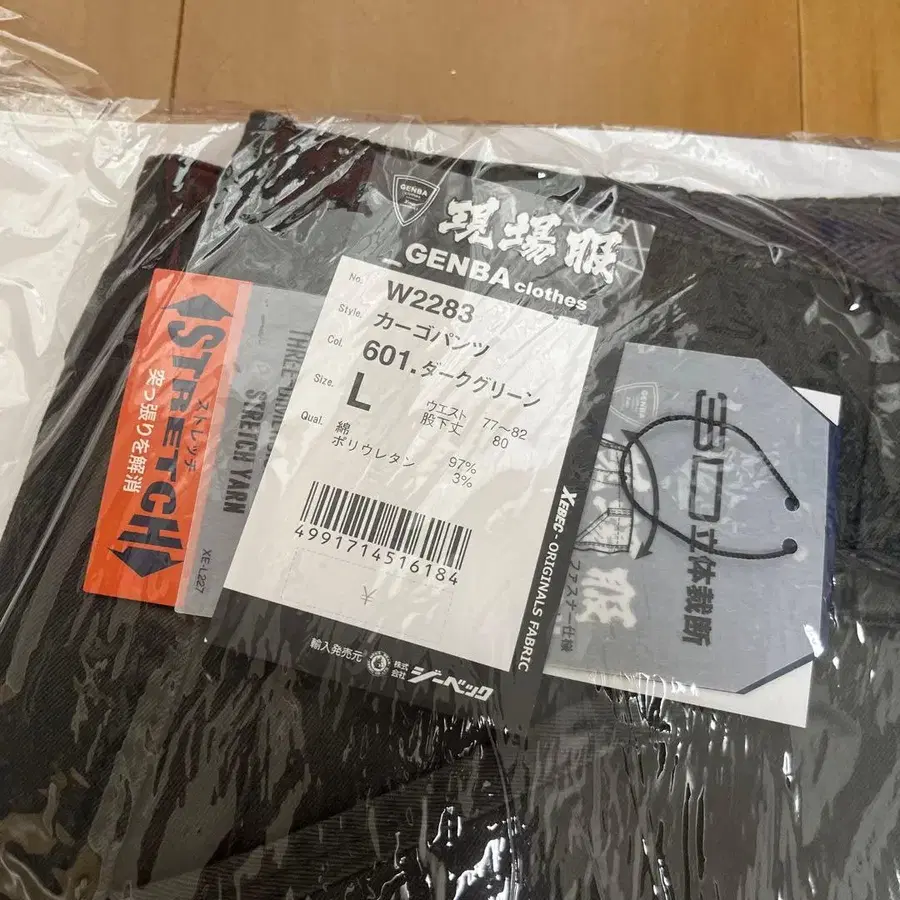 GENBA
現場服
_GENBA clothes
No. W2283
Style. カーゴパンツ
Col. 601.ダークグリーン
Size. L
ウエスト 77〜82
股下丈 80
Qual. 綿 97%
ポリウレタン 3%
4991714516184
大
輸入発売元 株式会社 ジーベック
XEBEC-ORIGINALS FABRIC
STRETCH
ストレッチ
突っ張りを解消
STRETCH YARN
XE-L227
GENBA
3D
立体裁断
服
ファスナー仕様